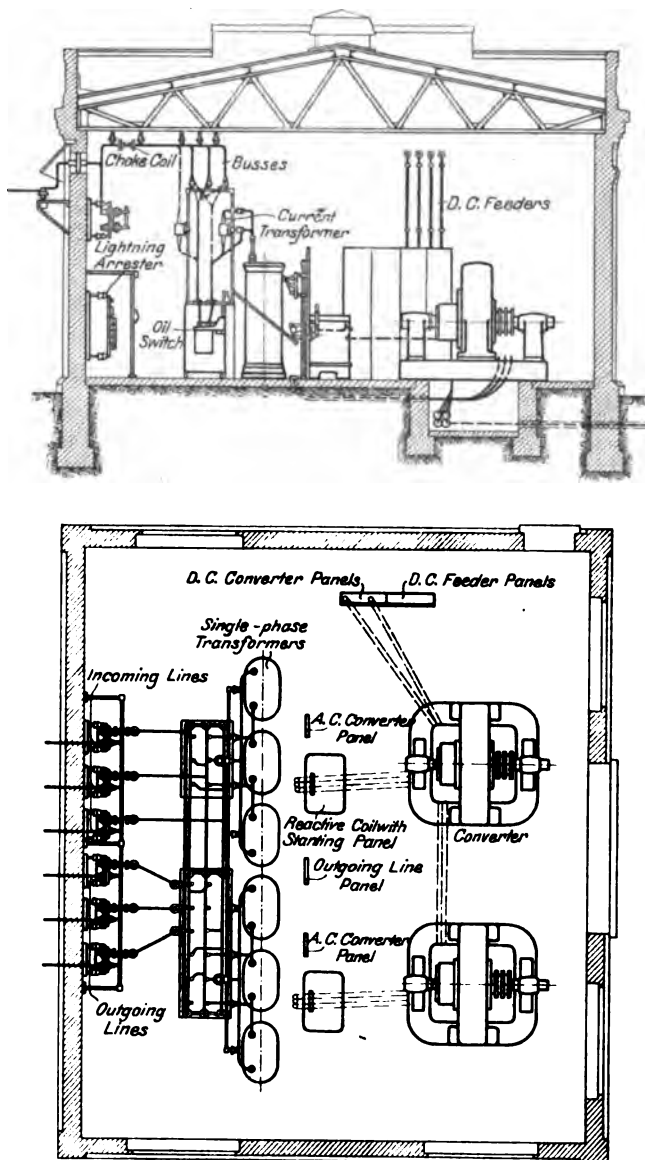 Choke Coil
Busses
Current
Transformer
D.C. Feeders
Lightning
Arrester
Oil
Switch
D.C. Converter Panels
D.C. Feeder Panels
Single-phase
Transformers
Incoming Lines
A.C. Converter
Panel
Reactive Coil with
Starting Panel
Converter
Outgoing Line
Panel
A.C. Converter
Panel
Outgoing
Lines